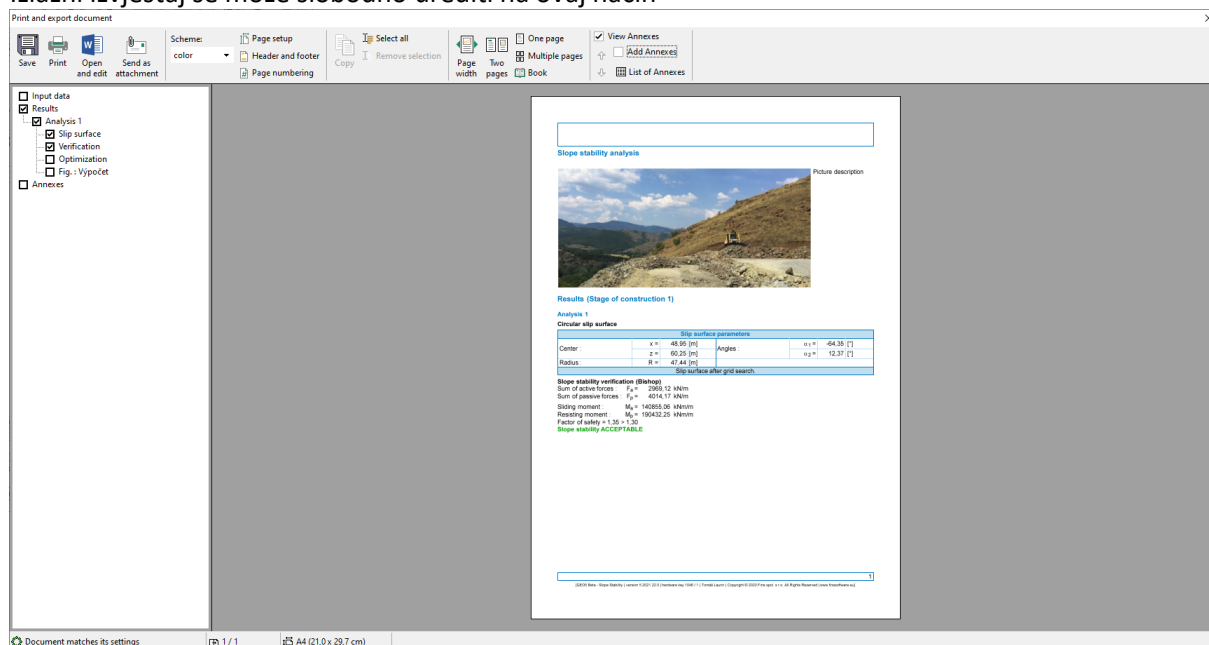 Izlazni izvještaj se može slobodno urediti na ovaj način
Print and export document
Save
Print
Open and edit
Send as attachment
Scheme:
color
Page setup
Header and footer
Page numbering
Copy
Select all
Remove selection
Page width
Two pages
One page
Multiple pages
Book
View Annexes
Add Annexes
List of Annexes
Input data
Results
Analysis 1
Slip surface
Verification
Optimization
Fig. : Výpočet
Annexes
Slope stability analysis
Picture description
Results (Stage of construction 1)
Analysis 1
Circular slip surface
Slip surface parameters
Center : x = 48,95 [m] Angles : α1 = -64,35 [°]
z = 60,25 [m] α2 = 12,37 [°]
Radius : R = 47,44 [m]
Slip surface after grid search.
Slope stability verification (Bishop)
Sum of active forces : Fa = 2969,12 kN/m
Sum of passive forces : Fp = 4014,17 kN/m
Sliding moment : Ma = 140855,06 kNm/m
Resisting moment : Mp = 190432,25 kNm/m
Factor of safety = 1,35 > 1,30
Slope stability ACCEPTABLE
1
Document matches its settings
1 / 1
A4 (21,0 x 29,7 cm)